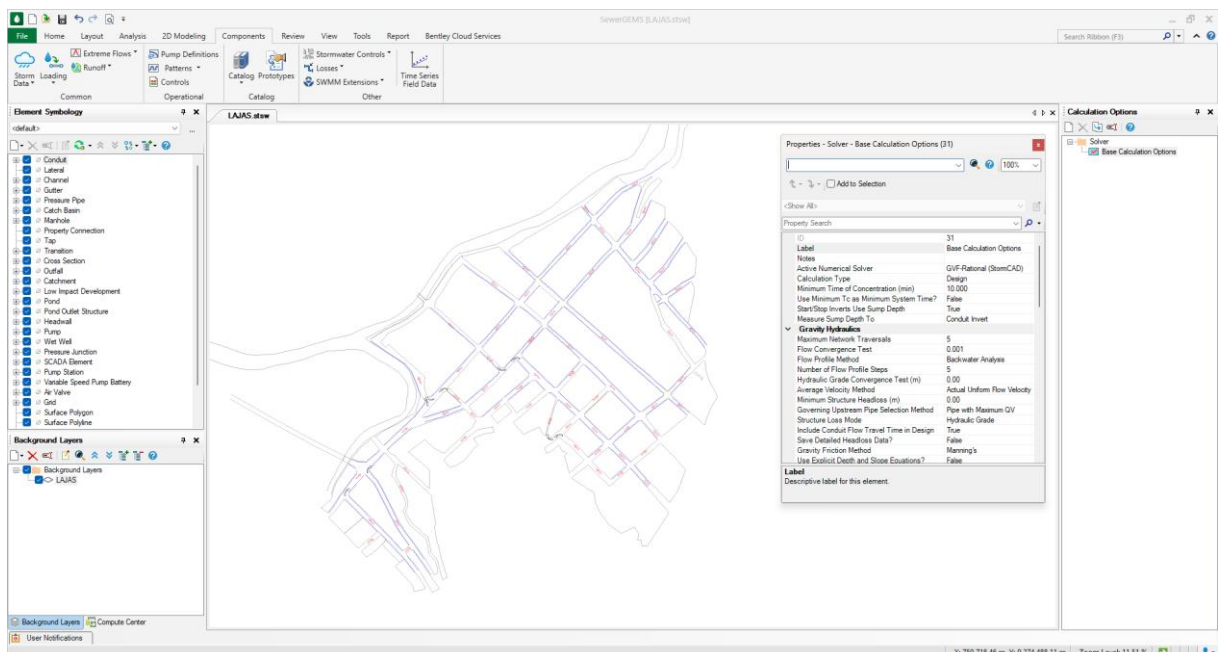 SewerGEMS [LAJAS.stsw]
File Home Layout Analysis 2D Modeling Components Review View Tools Report Bentley Cloud Services
Search Ribbon (F3)
Storm Data
Loading
Extreme Flows
Runoff
Common
Pump Definitions
Patterns
Controls
Operational
Catalog
Prototypes
Catalog
Stormwater Controls
Losses
SWMM Extensions
Time Series Field Data
Other
Element Symbology
<default>
Conduit
Lateral
Channel
Gutter
Pressure Pipe
Catch Basin
Manhole
Property Connection
Tap
Transition
Cross Section
Outfall
Catchment
Low Impact Development
Pond
Pond Outlet Structure
Headwall
Pump
Wet Well
Pressure Junction
SCADA Element
Pump Station
Variable Speed Pump Battery
Air Valve
Grid
Surface Polygon
Surface Polyline
Background Layers
Background Layers
LAJAS
Background Layers Compute Center
User Notifications
LAJAS.stsw
Properties - Solver - Base Calculation Options (31)
100%
Add to Selection
<Show All>
Property Search
ID 31
Label Base Calculation Options
Notes
Active Numerical Solver GVF-Rational (StormCAD)
Calculation Type Design
Minimum Time of Concentration (min) 10.000
Use Minimum Tc as Minimum System Time? False
Start/Stop Inverts Use Sump Depth True
Measure Sump Depth To Conduit Invert
Gravity Hydraulics
Maximum Network Traversals 5
Flow Convergence Test 0.001
Flow Profile Method Backwater Analysis
Number of Flow Profile Steps 5
Hydraulic Grade Convergence Test (m) 0.00
Average Velocity Method Actual Uniform Flow Velocity
Minimum Structure Headloss (m) 0.00
Governing Upstream Pipe Selection Method Pipe with Maximum QV
Structure Loss Mode Hydraulic Grade
Include Conduit Flow Travel Time in Design True
Save Detailed Headloss Data? False
Gravity Friction Method Manning's
Use Explicit Depth and Slope Equations? False
Label
Descriptive label for this element.
Calculation Options
Solver
Base Calculation Options